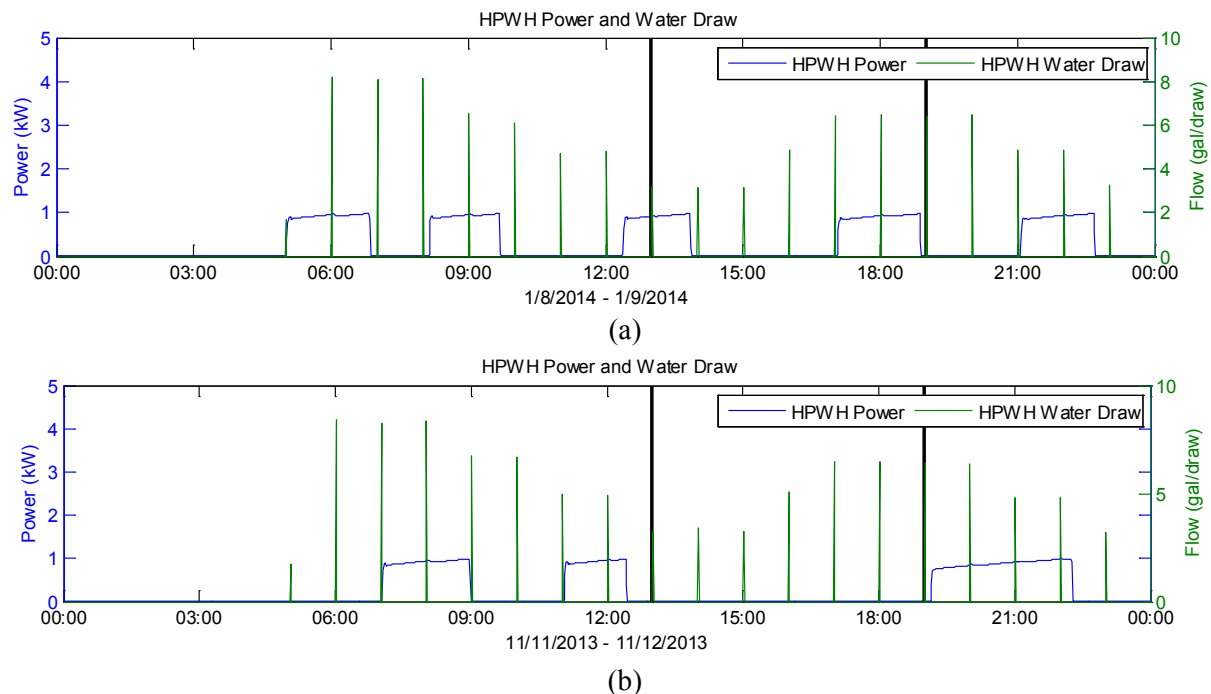 HPWH Power and Water Draw
5
4
3
2
1
0
Power (kW)
10
8
6
4
2
0
Flow (gal/draw)
HPWH Power
HPWH Water Draw
00:00 03:00 06:00 09:00 12:00 15:00 18:00 21:00 00:00
1/8/2014 - 1/9/2014
(a)
HPWH Power and Water Draw
5
4
3
2
1
0
Power (kW)
10
5
0
Flow (gal/draw)
HPWH Power
HPWH Water Draw
00:00 03:00 06:00 09:00 12:00 15:00 18:00 21:00 00:00
11/11/2013 - 11/12/2013
(b)